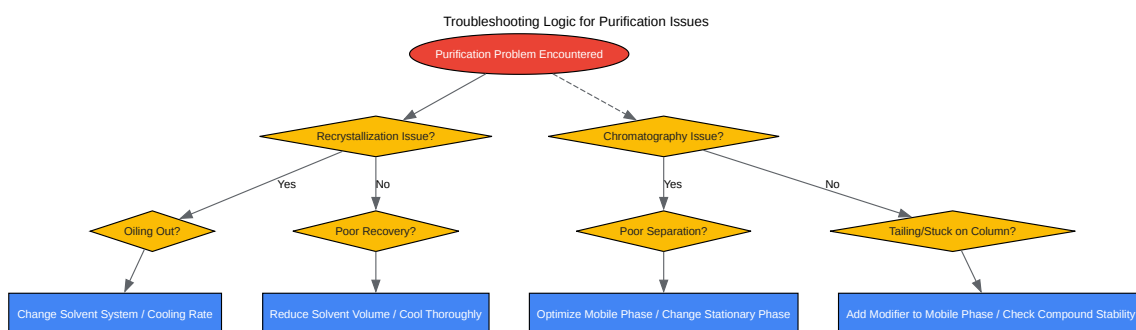 Troubleshooting Logic for Purification Issues
Purification Problem Encountered
Recrystallization Issue?
Chromatography Issue?
Yes
No
Yes
No
Oiling Out?
Poor Recovery?
Poor Separation?
Tailing/Stuck on Column?
Change Solvent System / Cooling Rate
Reduce Solvent Volume / Cool Thoroughly
Optimize Mobile Phase / Change Stationary Phase
Add Modifier to Mobile Phase / Check Compound Stability